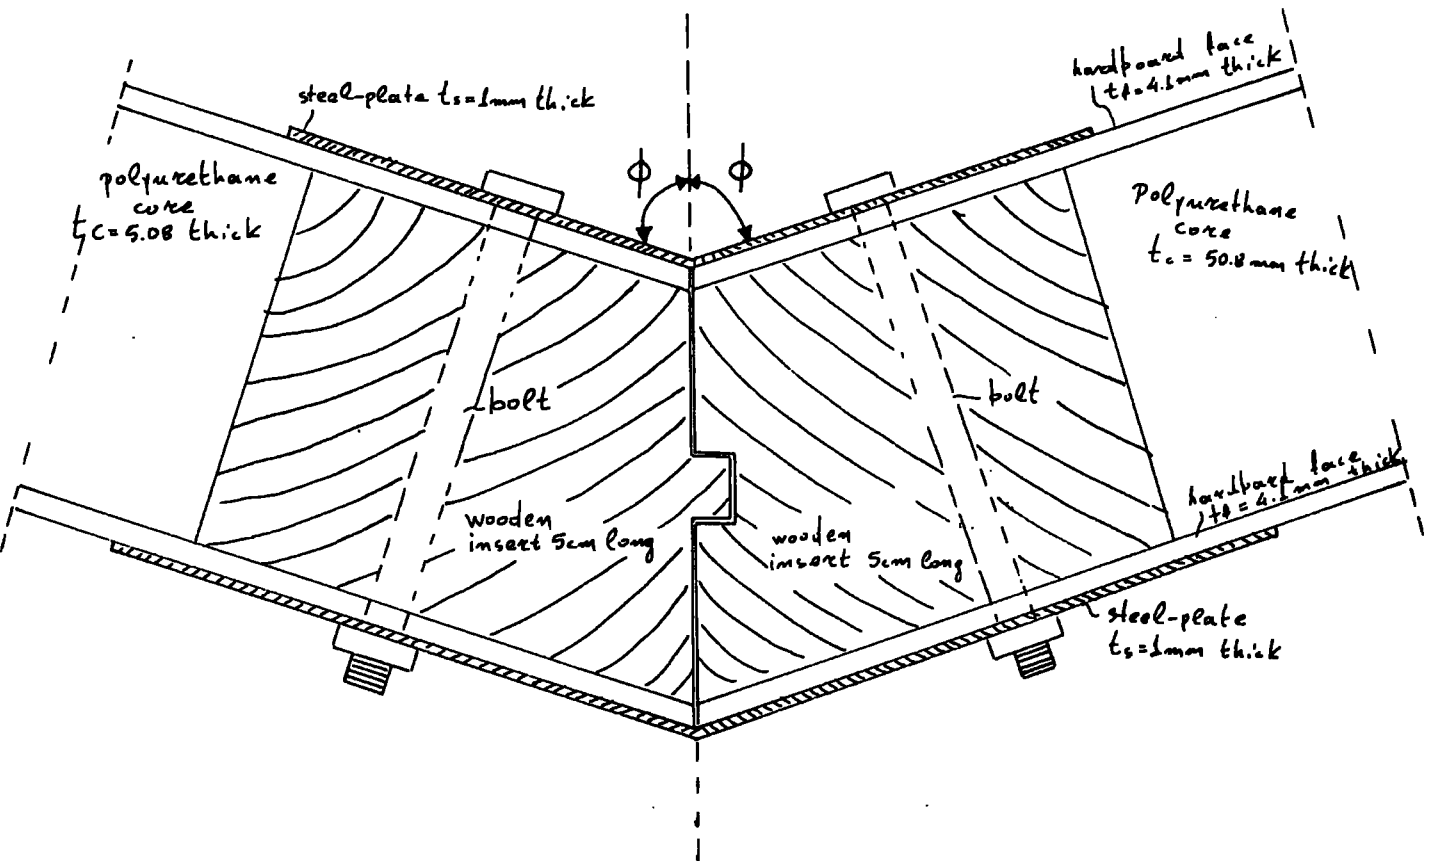 hardboard face
tf=4.1mm thick
steel-plate ts=1mm thick
ϕ ϕ
polyurethane
core
tc=5.08 thick
Polyurethane
core
tc = 50.8mm thick
bolt
bolt
hardboard face
tf = 4.1mm thick
wooden
insert 5cm long
wooden
insert 5cm long
steel-plate
ts=1mm thick